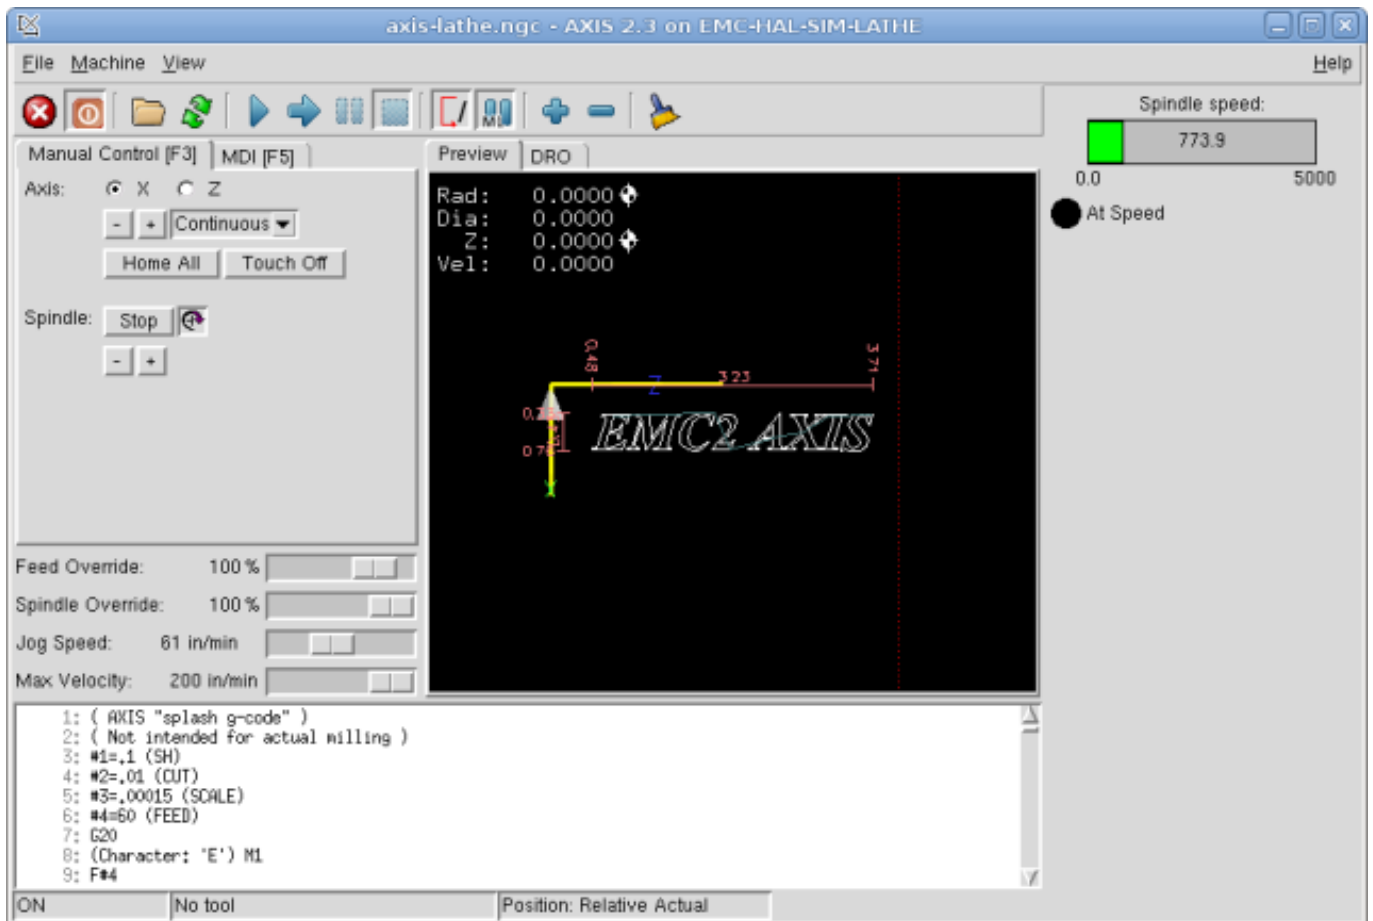 axis-lathe.ngc - AXIS 2.3 on EMC-HAL-SIM-LATHE
File Machine View Help
Manual Control [F3] MDI [F5]
Axis: X Z
- + Continuous
Home All Touch Off
Spindle: Stop
- +
Feed Override: 100 %
Spindle Override: 100 %
Jog Speed: 61 in/min
Max Velocity: 200 in/min
Preview DRO
Rad: 0.0000
Dia: 0.0000
Z: 0.0000
Vel: 0.0000
0.48 3.23 3.71
Z
EMC2 AXIS
Spindle speed:
773.9
0.0 5000
At Speed
1: ( AXIS "splash g-code" )
2: ( Not intended for actual milling )
3: #1=.1 (SH)
4: #2=.01 (CUT)
5: #3=.00015 (SCALE)
6: #4=60 (FEED)
7: G20
8: (Character: 'E') M1
9: F#4
ON No tool Position: Relative Actual